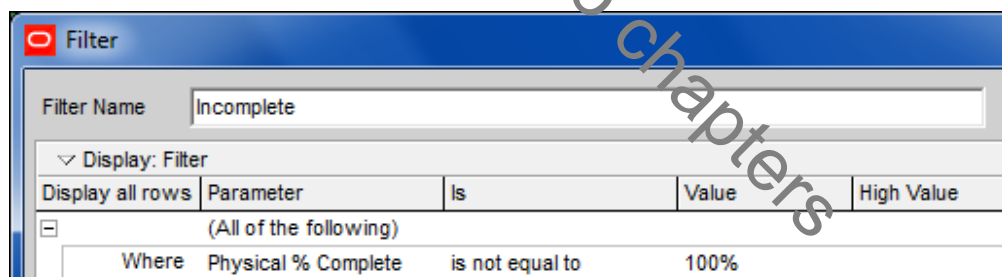 Filter
Filter Name Incomplete
Display: Filter
Display all rows Parameter Is Value High Value
(All of the following)
Where Physical % Complete is not equal to 100%
chapters